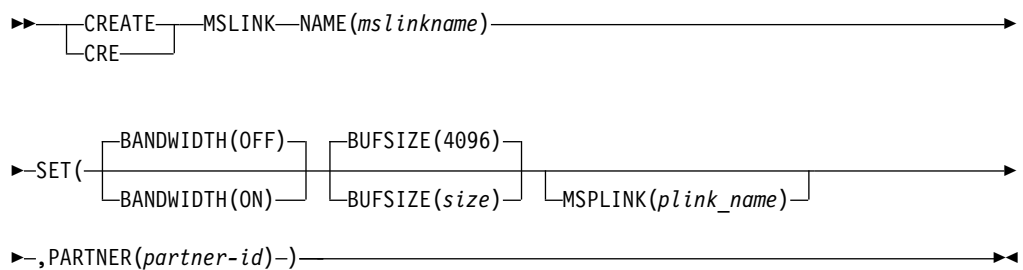 CREATE MSLINK NAME(mslinkname)
CRE
BANDWIDTH(OFF) BUFSIZE(4096)
SET(
BANDWIDTH(ON) BUFSIZE(size) MSPLINK(plink_name)
,PARTNER(partner-id) )